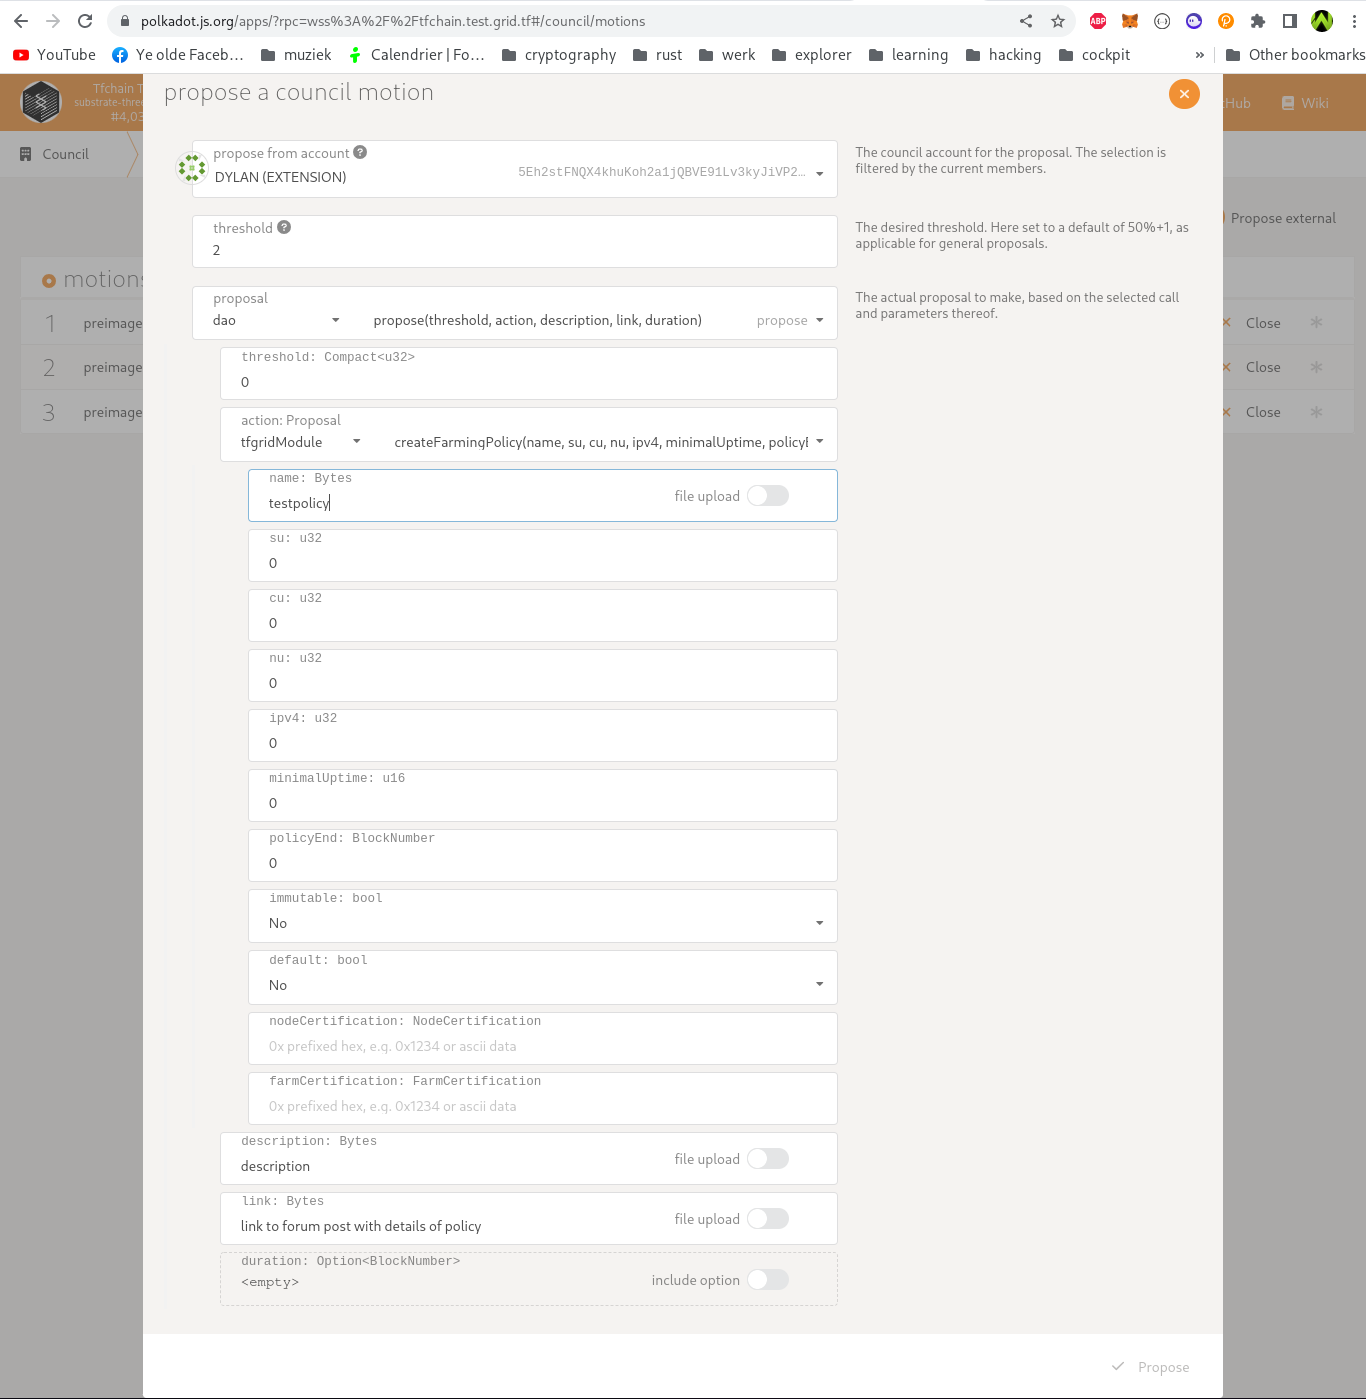 polkadot.js.org/apps/?rpc=wss%3A%2F%2Ftfchain.test.grid.tf#/council/motions
ABP
YouTube
Ye olde Faceb...
muziek
Calendrier | Fo...
cryptography
rust
werk
explorer
learning
hacking
cockpit
»
Other bookmarks
Tfchain T
substrate-three
#4,03
Hub
Wiki
propose a council motion
Council
Propose external
motions
1 preimage
Close
2 preimage
Close
3 preimage
Close
propose from account
DYLAN (EXTENSION)
5Eh2stFNQX4khuKoh2a1jQBVE91Lv3kyJiVP2…
The council account for the proposal. The selection is
filtered by the current members.
threshold
2
The desired threshold. Here set to a default of 50%+1, as
applicable for general proposals.
proposal
dao
propose(threshold, action, description, link, duration)
propose
The actual proposal to make, based on the selected call
and parameters thereof.
threshold: Compact<u32>
0
action: Proposal
tfgridModule
createFarmingPolicy(name, su, cu, nu, ipv4, minimalUptime, policyE
name: Bytes
testpolicy
file upload
su: u32
0
cu: u32
0
nu: u32
0
ipv4: u32
0
minimalUptime: u16
0
policyEnd: BlockNumber
0
immutable: bool
No
default: bool
No
nodeCertification: NodeCertification
0x prefixed hex, e.g. 0x1234 or ascii data
farmCertification: FarmCertification
0x prefixed hex, e.g. 0x1234 or ascii data
description: Bytes
description
file upload
link: Bytes
link to forum post with details of policy
file upload
duration: Option<BlockNumber>
<empty>
include option
Propose